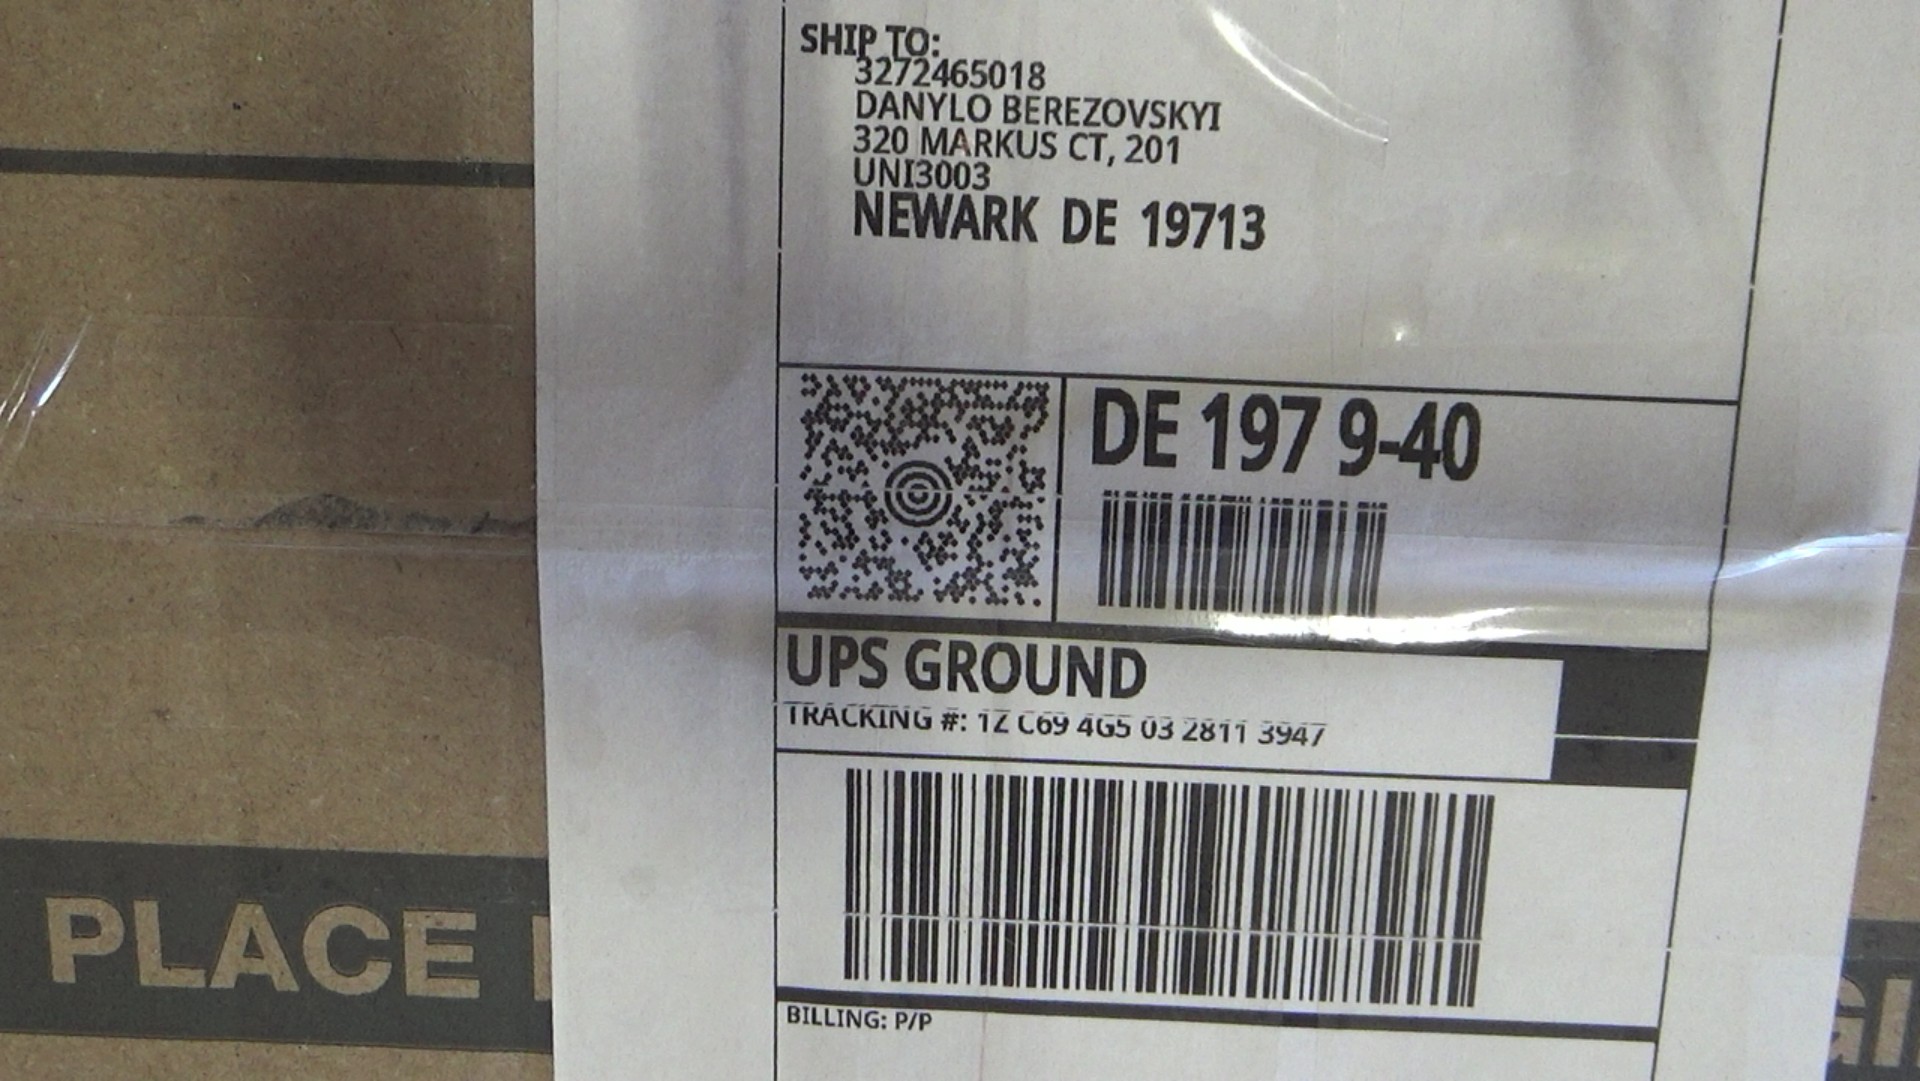 SHIP TO:
3272465018
DANYLO BEREZOVSKYI
320 MARKUS CT, 201
UNI3003
NEWARK DE 19713
DE 197 9-40
UPS GROUND
TRACKING #: 1Z C69 4G5 03 2811 3947
BILLING: P/P
PLACE